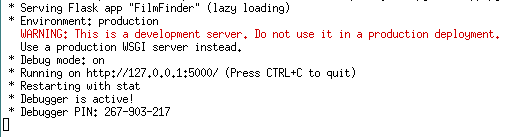 * Serving Flask app "FilmFinder" (lazy loading)
* Environment: production
WARNING: This is a development server. Do not use it in a production deployment.
Use a production WSGI server instead.
* Debug mode: on
* Running on http://127.0.0.1:5000/ (Press CTRL+C to quit)
* Restarting with stat
* Debugger is active!
* Debugger PIN: 267-903-217